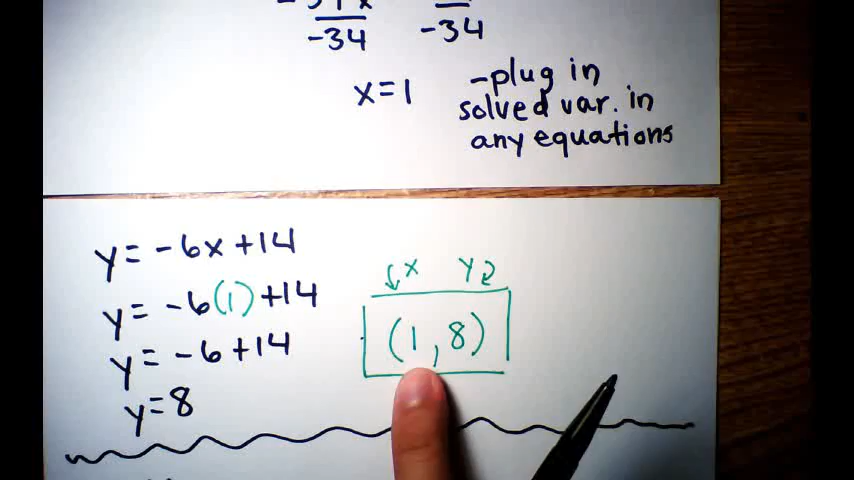 -34 -34
x=1
-plug in
solved var. in
any equations
y=-6x+14
y=-6(1)+14
y=-6+14
y=8
x y
(1,8)